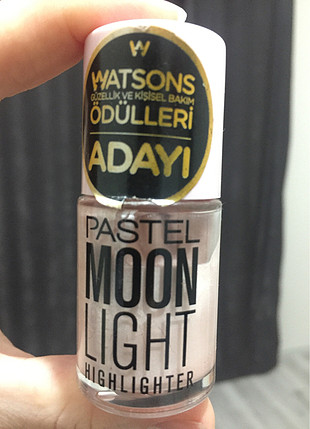 W
WATSONS
GÜZELLİK VE KİŞİSEL BAKIM
ÖDÜLLERİ
ADAYI
PASTEL
MOON
LIGHT
HIGHLIGHTER